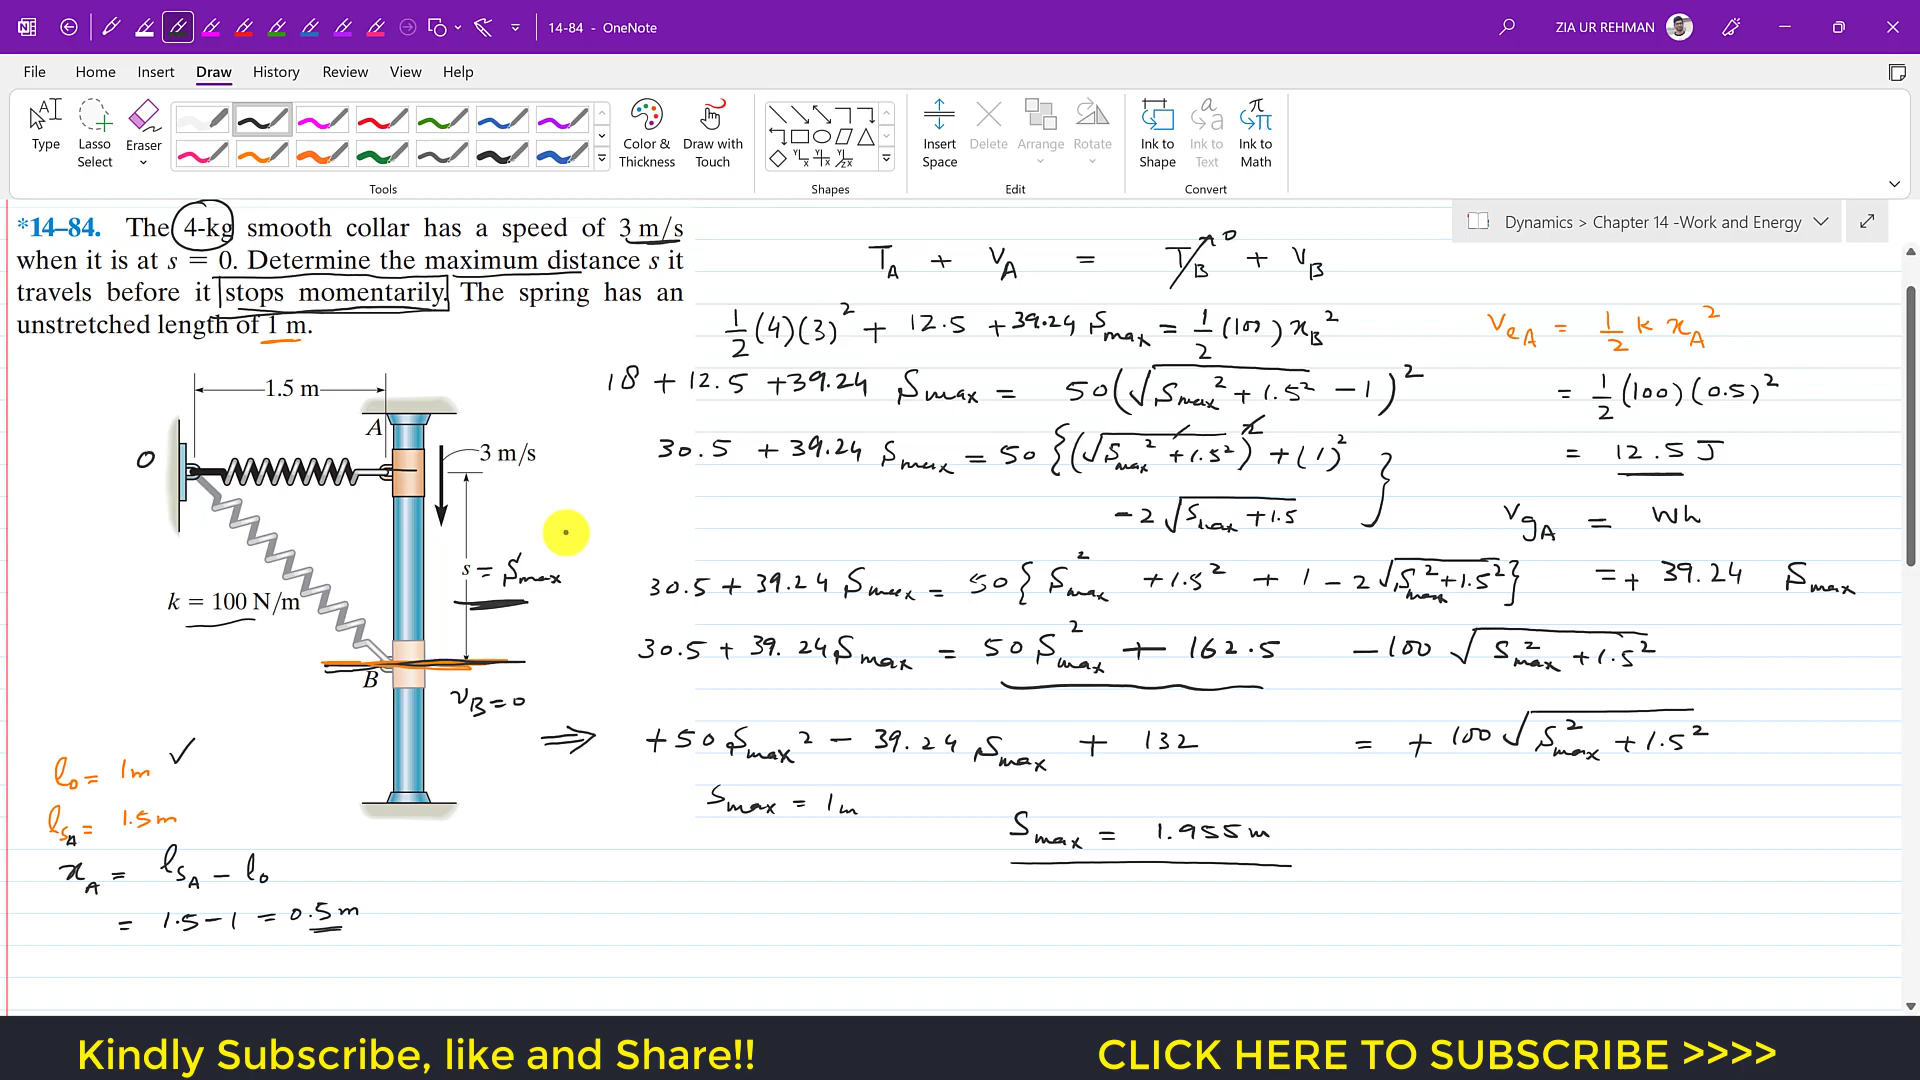 14-84 - OneNote
ZIA UR REHMAN
File Home Insert Draw History Review View Help
Type
Lasso Select
Eraser
Color & Thickness
Draw with Touch
Insert Space
Delete
Arrange
Rotate
Ink to Shape
Ink to Text
Ink to Math
Tools
Shapes
Edit
Convert
Dynamics > Chapter 14 -Work and Energy
*14–84. The 4-kg smooth collar has a speed of 3 m/s
when it is at s = 0. Determine the maximum distance s it
travels before it stops momentarily. The spring has an
unstretched length of 1 m.
1.5 m
A
O
3 m/s
s = Smax
k = 100 N/m
B
vB = 0
l0 = 1m ✓
lSA = 1.5m
xA = lSA - l0
= 1.5 - 1 = 0.5m
TA + VA = TB 0 + VB
1/2 (4)(3)² + 12.5 + 39.24 Smax = 1/2 (100) xB²
18 + 12.5 + 39.24 Smax = 50(√Smax² + 1.5² - 1)²
30.5 + 39.24 Smax = 50{(√Smax² + 1.5²)² + (1)²
- 2√Smax + 1.5 }
30.5 + 39.24 Smax = 50{Smax² + 1.5² + 1 - 2√Smax² + 1.5²}
30.5 + 39.24 Smax = 50 Smax² + 162.5 - 100√Smax² + 1.5²
⇒ +50 Smax² - 39.24 Smax + 132 = +100√Smax² + 1.5²
Smax = 1m
Smax = 1.955m
VeA = 1/2 k xA²
= 1/2 (100)(0.5)²
= 12.5 J
VgA = Wh
= + 39.24 Smax
Kindly Subscribe, like and Share!!
CLICK HERE TO SUBSCRIBE >>>>